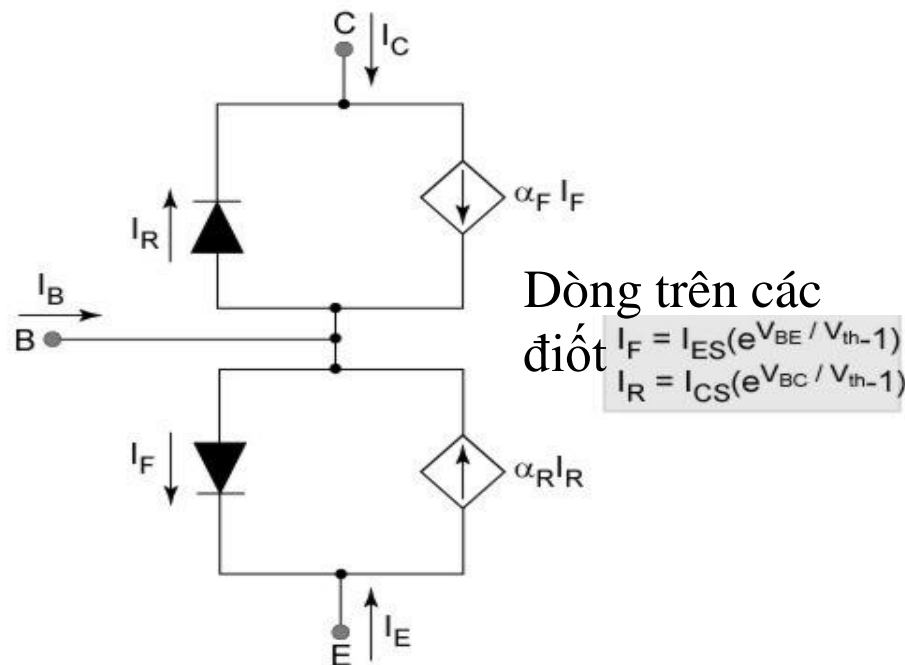 C
I_C
α_F I_F
I_R
I_B
B
Dòng trên các
điốt
I_F = I_ES(e^V_BE / V_th-1)
I_R = I_CS(e^V_BC / V_th-1)
I_F
α_R I_R
I_E
E